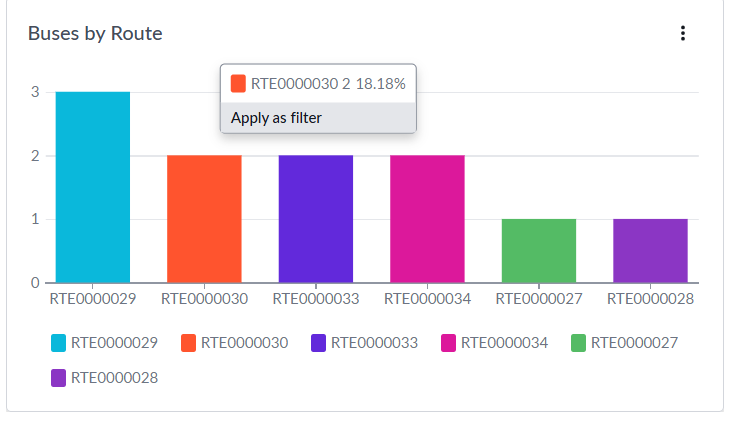 Buses by Route
RTE0000030 2 18.18%
Apply as filter
3
2
1
0
RTE0000029 RTE0000030 RTE0000033 RTE0000034 RTE0000027 RTE0000028
RTE0000029 RTE0000030 RTE0000033 RTE0000034 RTE0000027
RTE0000028